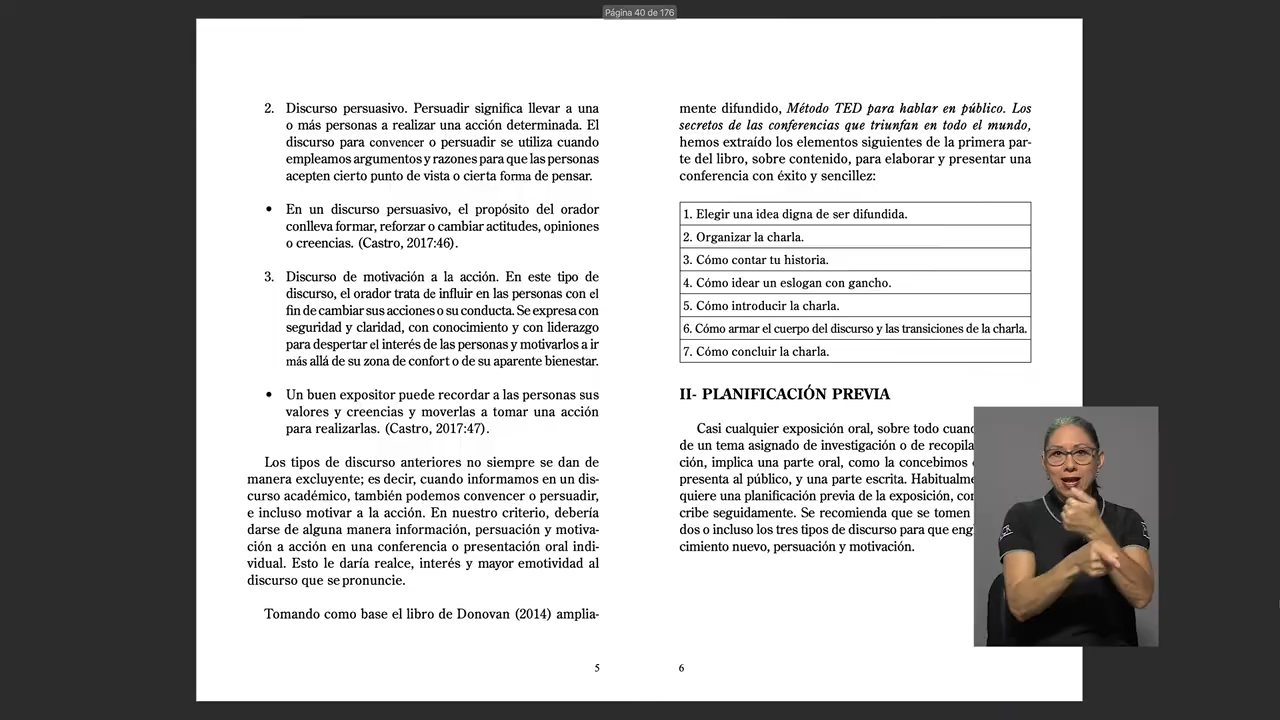 Página 40 de 176
2. Discurso persuasivo. Persuadir significa llevar a una
o más personas a realizar una acción determinada. El
discurso para convencer o persuadir se utiliza cuando
empleamos argumentos y razones para que las personas
acepten cierto punto de vista o cierta forma de pensar.
• En un discurso persuasivo, el propósito del orador
conlleva formar, reforzar o cambiar actitudes, opiniones
o creencias. (Castro, 2017:46).
3. Discurso de motivación a la acción. En este tipo de
discurso, el orador trata de influir en las personas con el
fin de cambiar sus acciones o su conducta. Se expresa con
seguridad y claridad, con conocimiento y con liderazgo
para despertar el interés de las personas y motivarlos a ir
más allá de su zona de confort o de su aparente bienestar.
• Un buen expositor puede recordar a las personas sus
valores y creencias y moverlas a tomar una acción
para realizarlas. (Castro, 2017:47).
Los tipos de discurso anteriores no siempre se dan de
manera excluyente; es decir, cuando informamos en un dis-
curso académico, también podemos convencer o persuadir,
e incluso motivar a la acción. En nuestro criterio, debería
darse de alguna manera información, persuasión y motiva-
ción a acción en una conferencia o presentación oral indi-
vidual. Esto le daría realce, interés y mayor emotividad al
discurso que se pronuncie.
Tomando como base el libro de Donovan (2014) amplia-
5
mente difundido, Método TED para hablar en público. Los
secretos de las conferencias que triunfan en todo el mundo,
hemos extraído los elementos siguientes de la primera par-
te del libro, sobre contenido, para elaborar y presentar una
conferencia con éxito y sencillez:
1. Elegir una idea digna de ser difundida.
2. Organizar la charla.
3. Cómo contar tu historia.
4. Cómo idear un eslogan con gancho.
5. Cómo introducir la charla.
6. Cómo armar el cuerpo del discurso y las transiciones de la charla.
7. Cómo concluir la charla.
II- PLANIFICACIÓN PREVIA
Casi cualquier exposición oral, sobre todo
de un tema asignado de investigación o de
ción, implica una parte oral, como la concebimos
presenta al público, y una parte escrita.
quiere una planificación previa de la exposición,
cribe seguidamente. Se recomienda que se tomen
dos o incluso los tres tipos de discurso para que
cimiento nuevo, persuasión y motivación.
6